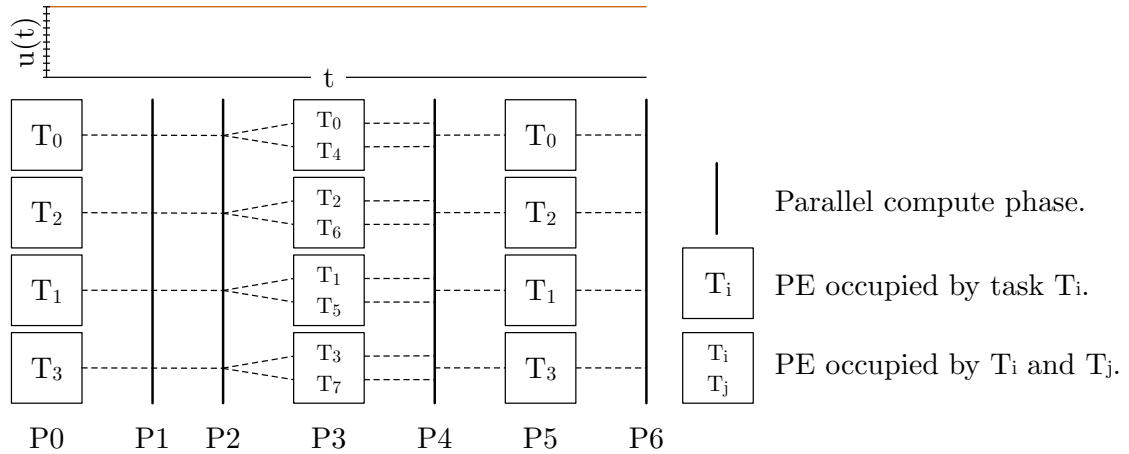 u(t)
t
T₀ T₀ T₀
T₄
T₂ T₂ T₂
T₆
Parallel compute phase.
T₁ T₁ T₁
T₅
Tᵢ PE occupied by task Tᵢ.
T₃ T₃ T₃
T₇
Tᵢ PE occupied by Tᵢ and Tⱼ.
Tⱼ
P0 P1 P2 P3 P4 P5 P6